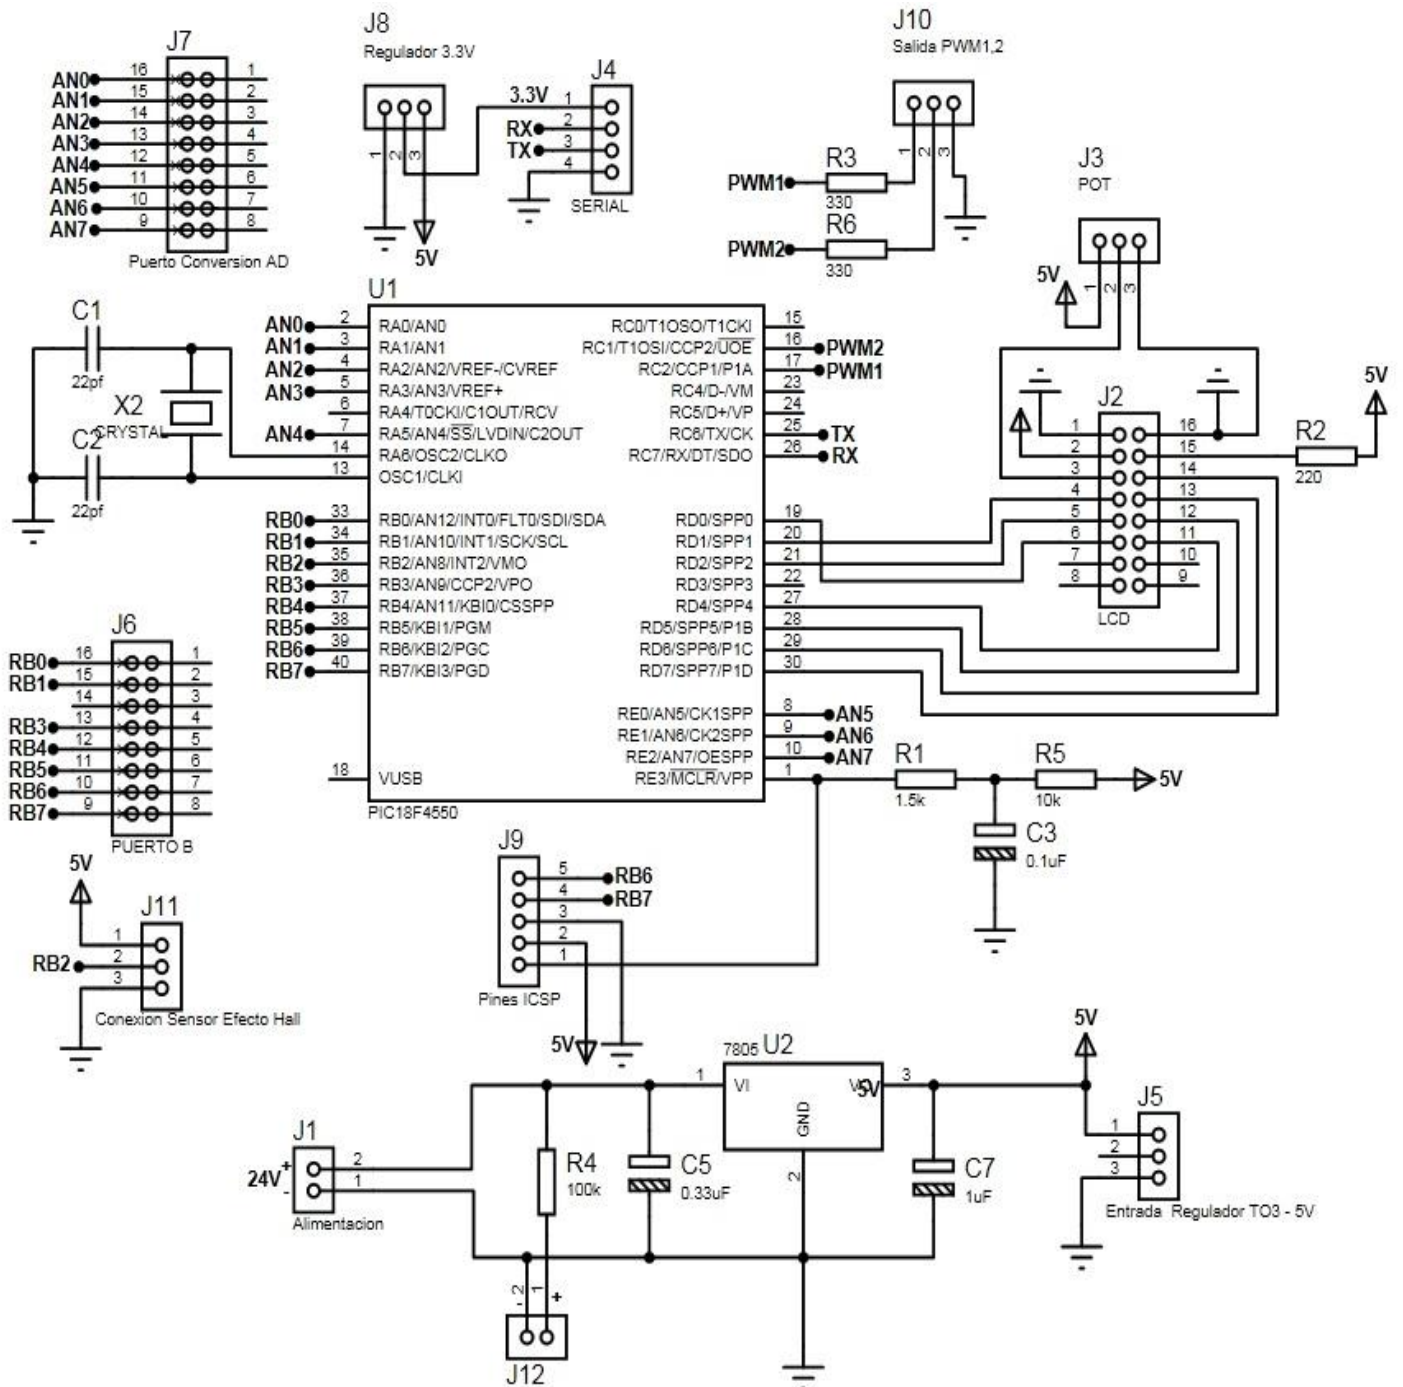 J7
AN0 16 1
AN1 15 2
AN2 14 3
AN3 13 4
AN4 12 5
AN5 11 6
AN6 10 7
AN7 9 8
Puerto Conversion AD
J8
Regulador 3.3V
1 2 3
5V
J4
3.3V 1
RX 2
TX 3
4
SERIAL
J10
Salida PWM1,2
1 2 3
PWM1 R3
330
PWM2 R6
330
J3
POT
5V 1 2 3
C1
22pf
X2
CRYSTAL
C2
22pf
U1
AN0 2 RA0/AN0
AN1 3 RA1/AN1
AN2 4 RA2/AN2/VREF-/CVREF
AN3 5 RA3/AN3/VREF+
6 RA4/T0CKI/C1OUT/RCV
AN4 7 RA5/AN4/SS/LVDIN/C2OUT
14 RA6/OSC2/CLKO
13 OSC1/CLKI
RB0 33 RB0/AN12/INT0/FLT0/SDI/SDA
RB1 34 RB1/AN10/INT1/SCK/SCL
RB2 35 RB2/AN8/INT2/VMO
RB3 36 RB3/AN9/CCP2/VPO
RB4 37 RB4/AN11/KBI0/CSSPP
RB5 38 RB5/KBI1/PGM
RB6 39 RB6/KBI2/PGC
RB7 40 RB7/KBI3/PGD
18 VUSB
RC0/T1OSO/T1CKI 15
RC1/T1OSI/CCP2/UOE 16 PWM2
RC2/CCP1/P1A 17 PWM1
RC4/D-/VM 23
RC5/D+/VP 24
RC6/TX/CK 25 TX
RC7/RX/DT/SDO 26 RX
RD0/SPP0 19
RD1/SPP1 20
RD2/SPP2 21
RD3/SPP3 22
RD4/SPP4 27
RD5/SPP5/P1B 28
RD6/SPP6/P1C 29
RD7/SPP7/P1D 30
RE0/AN5/CK1SPP 8 AN5
RE1/AN6/CK2SPP 9 AN6
RE2/AN7/OESPP 10 AN7
RE3/MCLR/VPP 1
PIC18F4550
J2
1 16
2 15
3 14
4 13
5 12
6 11
7 10
8 9
LCD
5V
R2
220
R1
1.5k
R5
10k
5V
C3
0.1uF
J6
RB0 16 1
RB1 15 2
14 3
RB3 13 4
RB4 12 5
RB5 11 6
RB6 10 7
RB7 9 8
PUERTO B
5V
J11
1
RB2 2
3
Conexion Sensor Efecto Hall
J9
5 RB6
4 RB7
3
2
1
Pines ICSP
5V
7805 U2
1 VI VO 3
5V
GND
2
J1
24V + 2
- 1
Alimentacion
R4
100k
C5
0.33uF
C7
1uF
5V
J5
1
2
3
Entrada Regulador TO3 - 5V
2 1
- +
J12